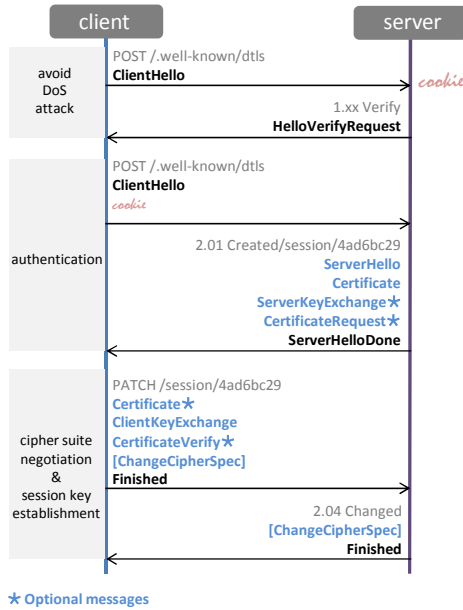 client
server
avoid
DoS
attack
POST /.well-known/dtls
ClientHello
cookie
1.xx Verify
HelloVerifyRequest
authentication
POST /.well-known/dtls
ClientHello
cookie
2.01 Created/session/4ad6bc29
ServerHello
Certificate
ServerKeyExchange*
CertificateRequest*
ServerHelloDone
cipher suite
negotiation
&
session key
establishment
PATCH /session/4ad6bc29
Certificate*
ClientKeyExchange
CertificateVerify*
[ChangeCipherSpec]
Finished
2.04 Changed
[ChangeCipherSpec]
Finished
* Optional messages